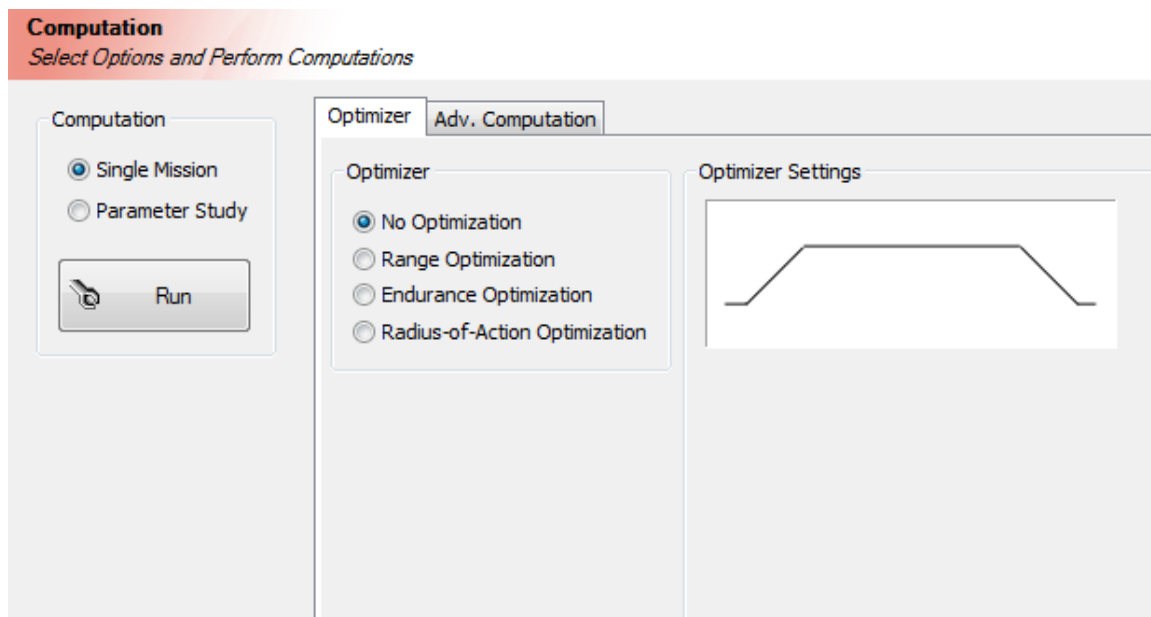 Computation
Select Options and Perform Computations
Computation
Single Mission
Parameter Study
Run
Optimizer
Adv. Computation
Optimizer
No Optimization
Range Optimization
Endurance Optimization
Radius-of-Action Optimization
Optimizer Settings